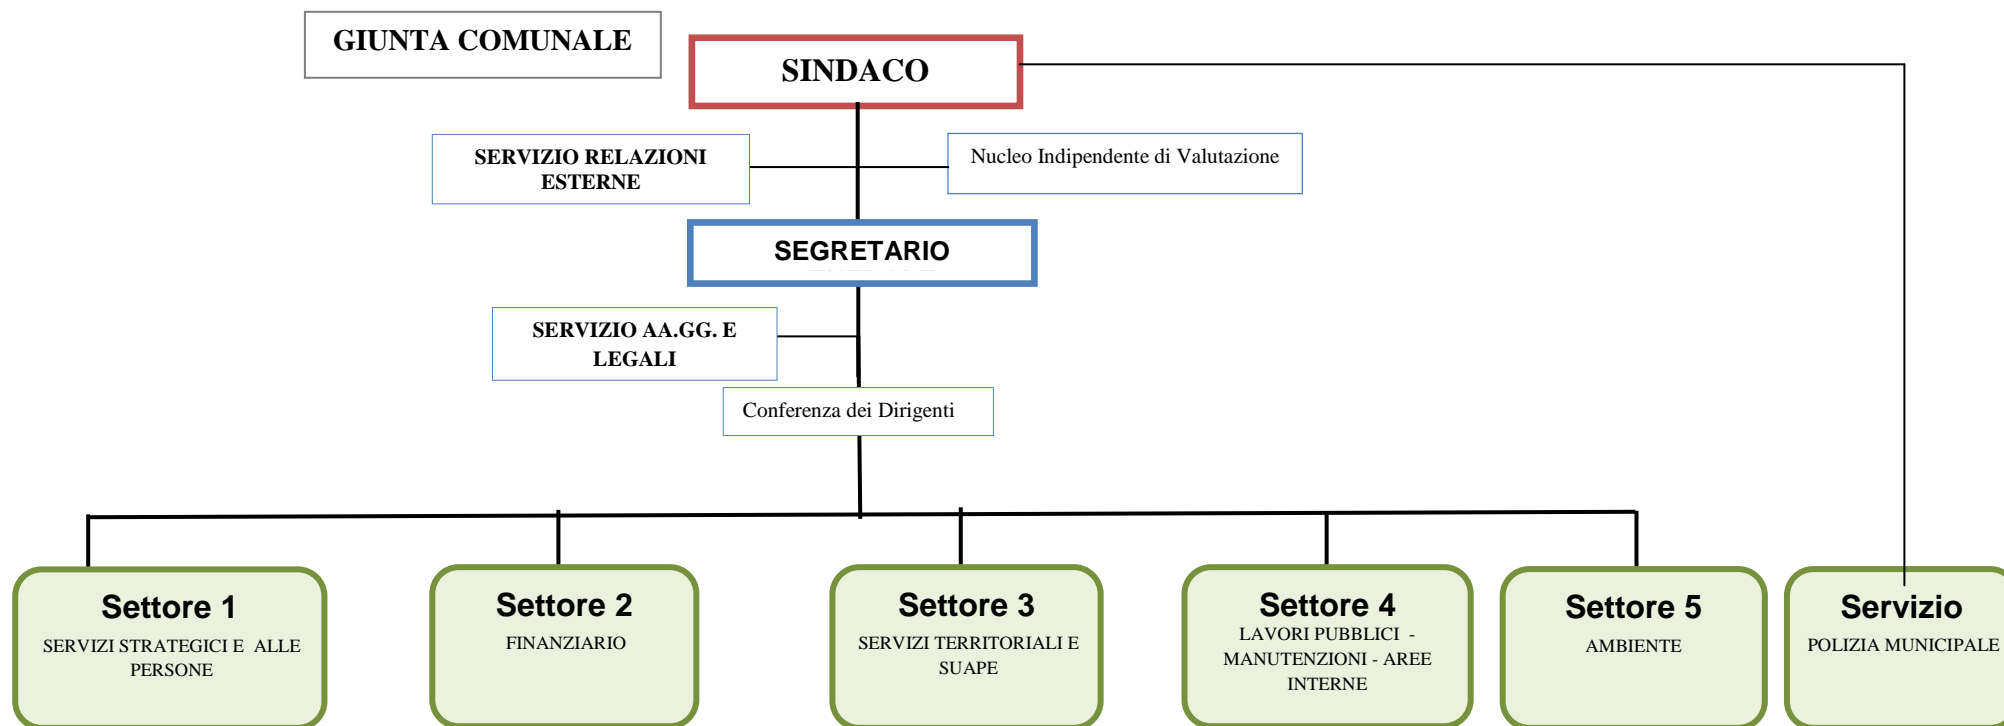 GIUNTA COMUNALE
SINDACO
SERVIZIO RELAZIONI
ESTERNE
Nucleo Indipendente di Valutazione
SEGRETARIO
SERVIZIO AA.GG. E
LEGALI
Conferenza dei Dirigenti
Settore 1
SERVIZI STRATEGICI E ALLE
PERSONE
Settore 2
FINANZIARIO
Settore 3
SERVIZI TERRITORIALI E
SUAPE
Settore 4
LAVORI PUBBLICI -
MANUTENZIONI - AREE
INTERNE
Settore 5
AMBIENTE
Servizio
POLIZIA MUNICIPALE